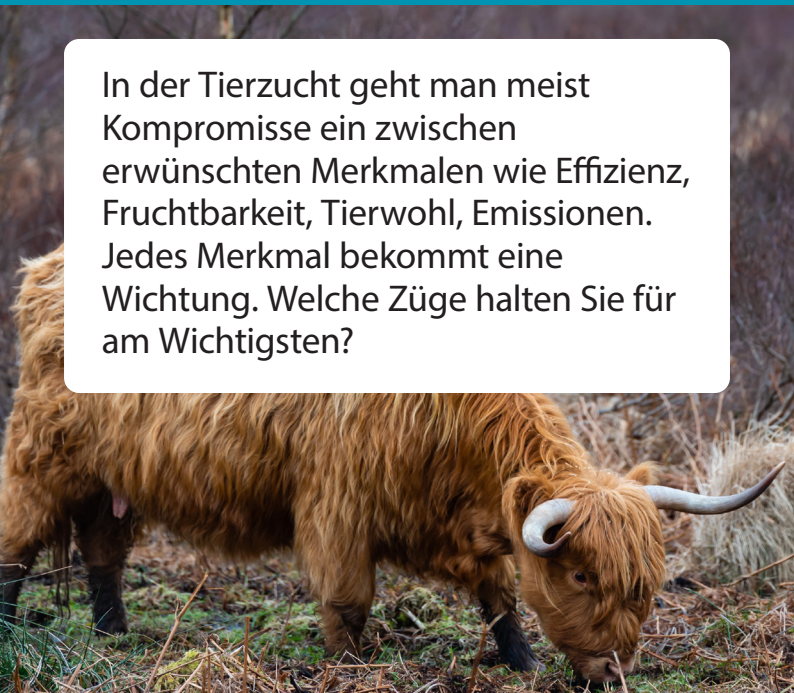 In der Tierzucht geht man meist
Kompromisse ein zwischen
erwünschten Merkmalen wie Effizienz,
Fruchtbarkeit, Tierwohl, Emissionen.
Jedes Merkmal bekommt eine
Wichtung. Welche Züge halten Sie für
am Wichtigsten?